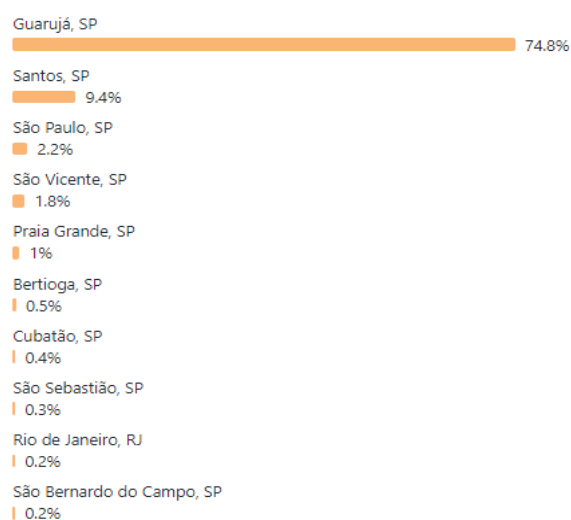 Guarujá, SP
74.8%
Santos, SP
9.4%
São Paulo, SP
2.2%
São Vicente, SP
1.8%
Praia Grande, SP
1%
Bertioga, SP
0.5%
Cubatão, SP
0.4%
São Sebastião, SP
0.3%
Rio de Janeiro, RJ
0.2%
São Bernardo do Campo, SP
0.2%